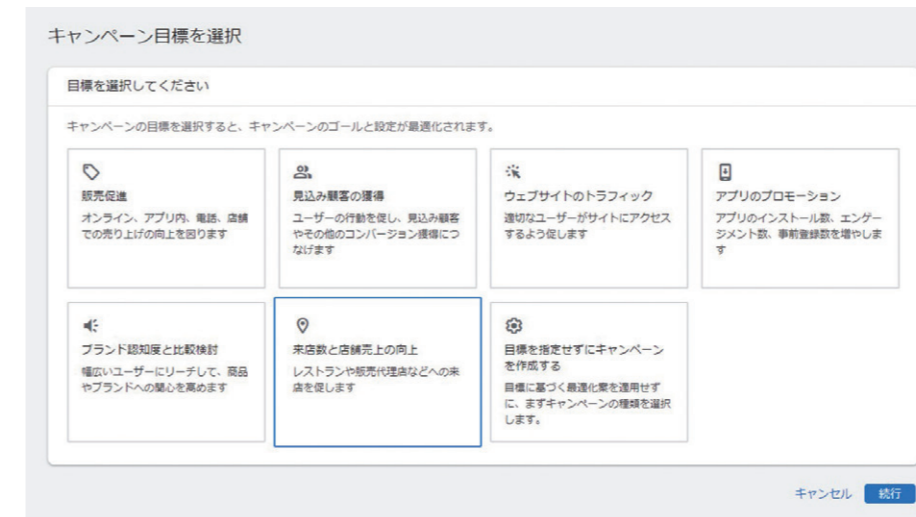 キャンペーン目標を選択
目標を選択してください
キャンペーンの目標を選択すると、キャンペーンのゴールと設定が最適化されます。
販売促進
オンライン、アプリ内、電話、店舗
での売り上げの向上を図ります
見込み顧客の獲得
ユーザーの行動を促し、見込み顧客
やその他のコンバージョン獲得につ
なげます
ウェブサイトのトラフィック
適切なユーザーがサイトにアクセス
するよう促します
アプリのプロモーション
アプリのインストール数、エンゲー
ジメント数、事前登録数を増やしま
す
ブランド認知度と比較検討
幅広いユーザーにリーチして、商品
やブランドへの関心を高めます
来店数と店舗売上の向上
レストランや販売代理店などへの来
店を促します
目標を指定せずにキャンペーン
を作成する
目標に基づく最適化案を適用せず
に、まずキャンペーンの種類を選択
します。
キャンセル
続行